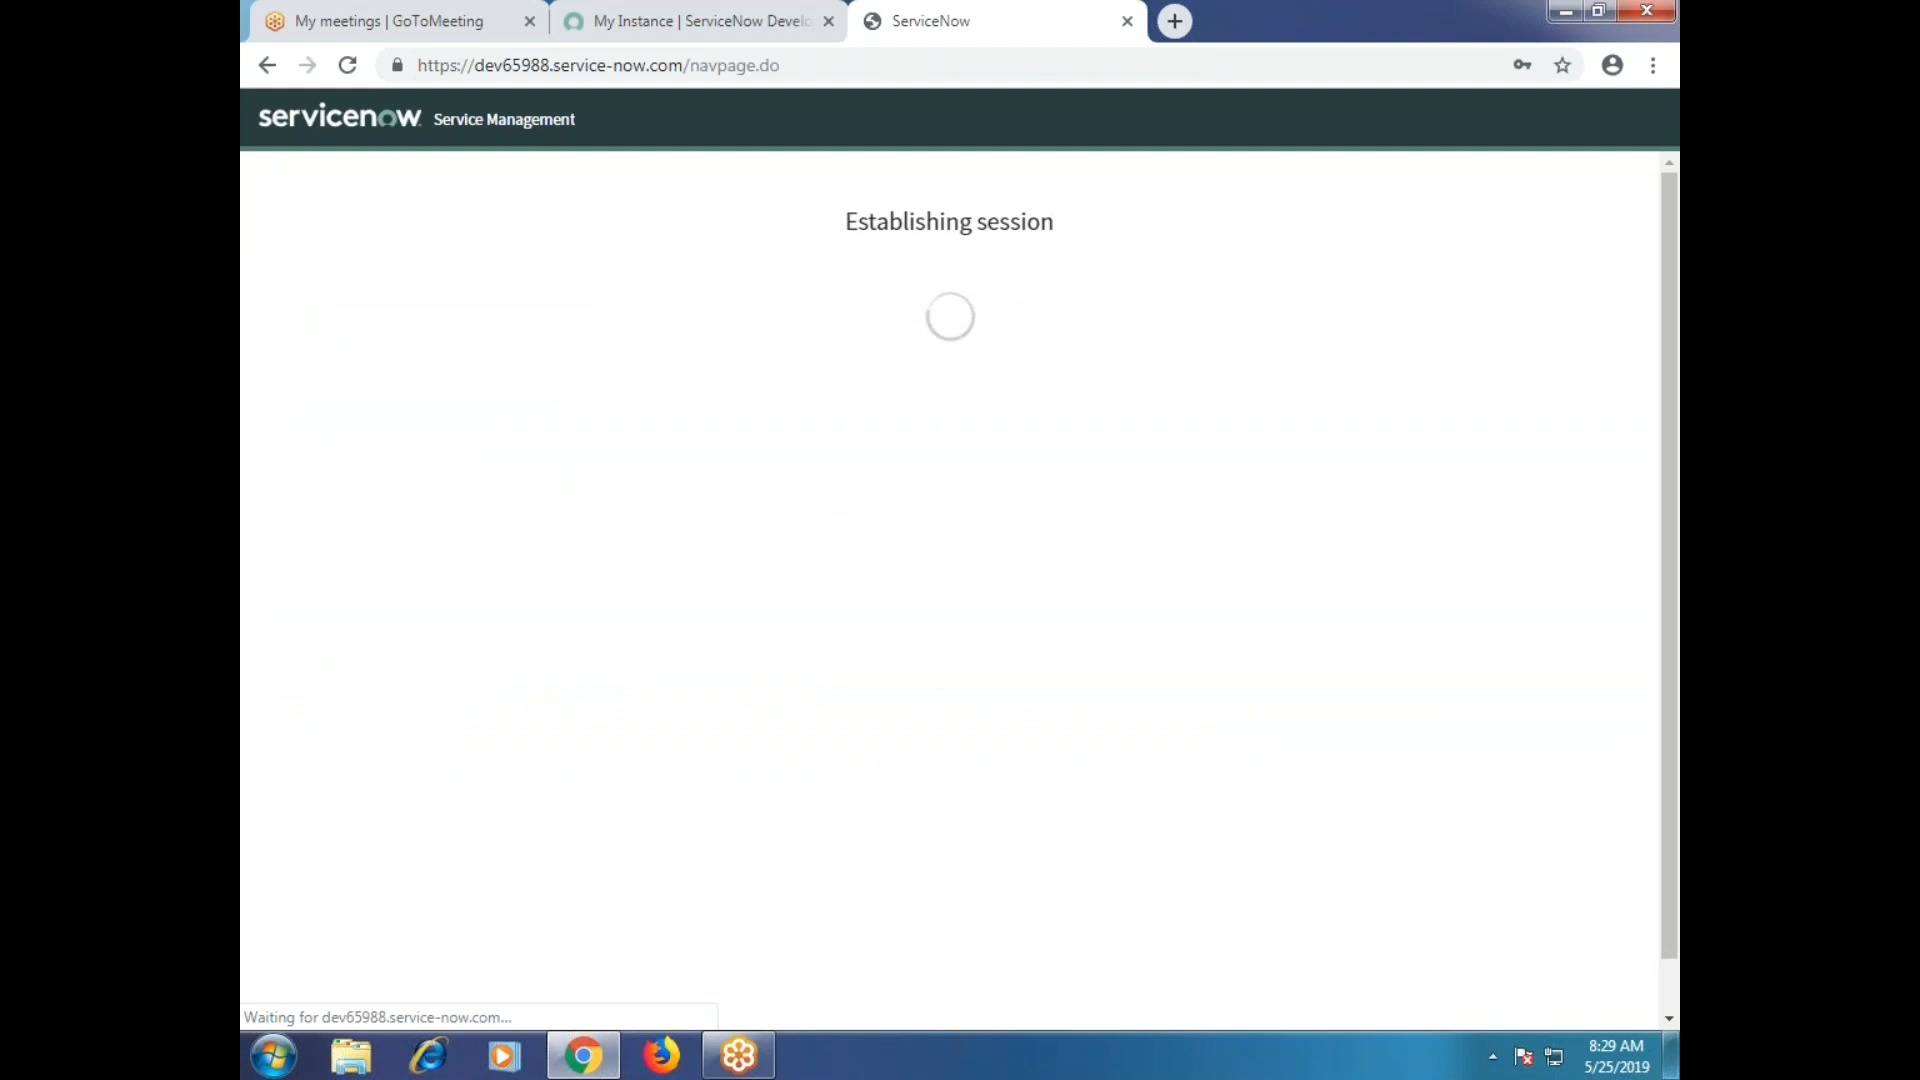 My meetings | GoToMeeting
My Instance | ServiceNow Develo
ServiceNow
https://dev65988.service-now.com/navpage.do
servicenow Service Management
Establishing session
Waiting for dev65988.service-now.com...
8:29 AM
5/25/2019